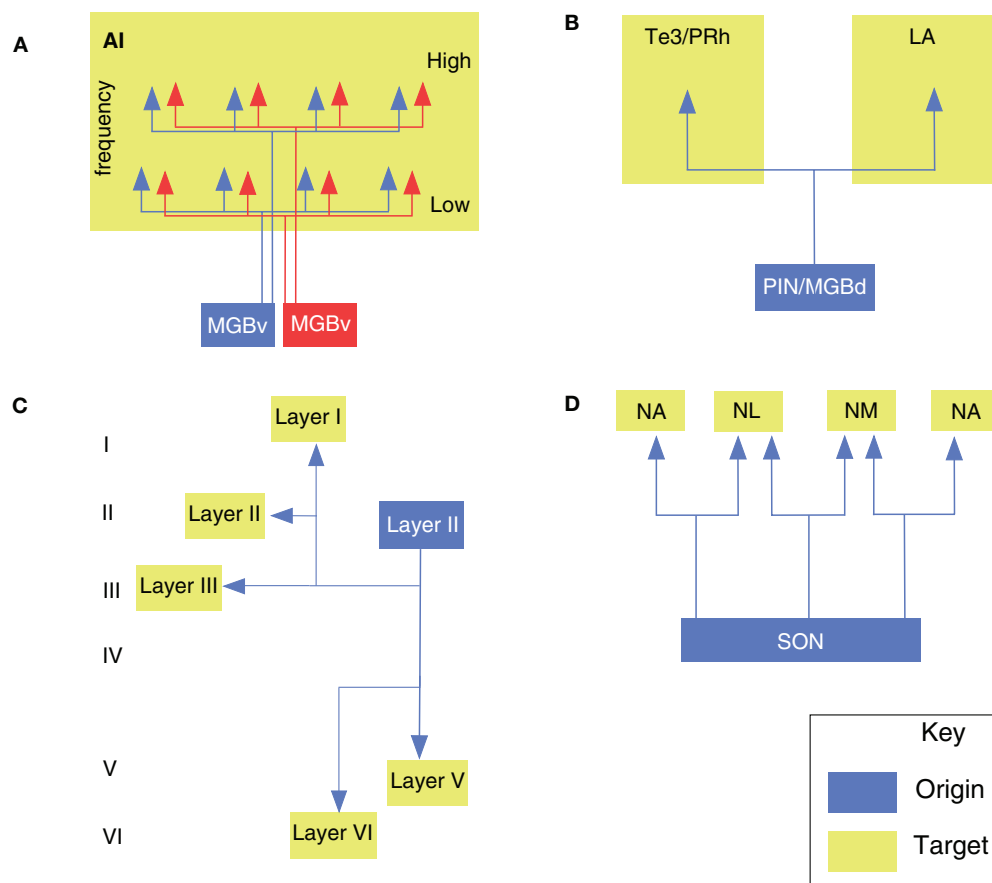 A
AI
frequency
High
Low
MGBv
MGBv
B
Te3/PRh
LA
PIN/MGBd
C
I
II
III
IV
V
VI
Layer I
Layer II
Layer II
Layer III
Layer V
Layer VI
D
NA
NL
NM
NA
SON
Key
Origin
Target